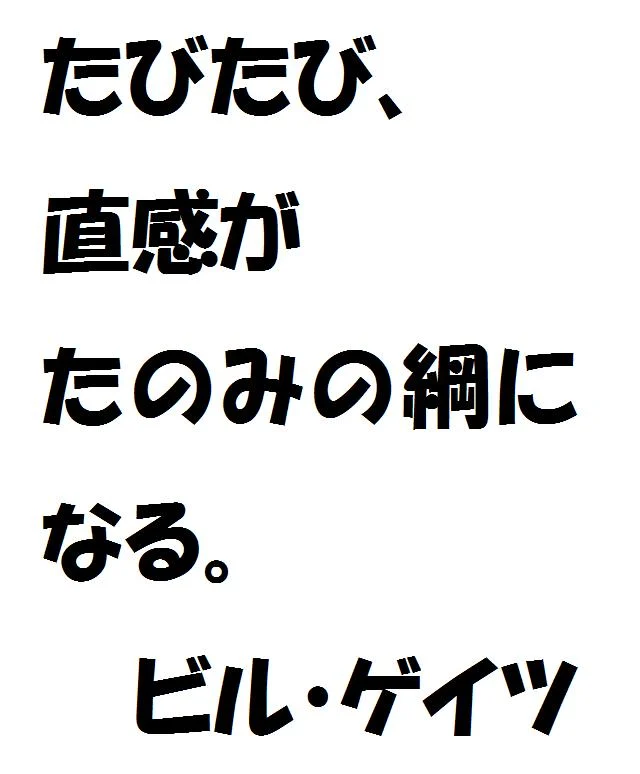 たびたび、
直感が
たのみの綱に
なる。
ビル・ゲイツ